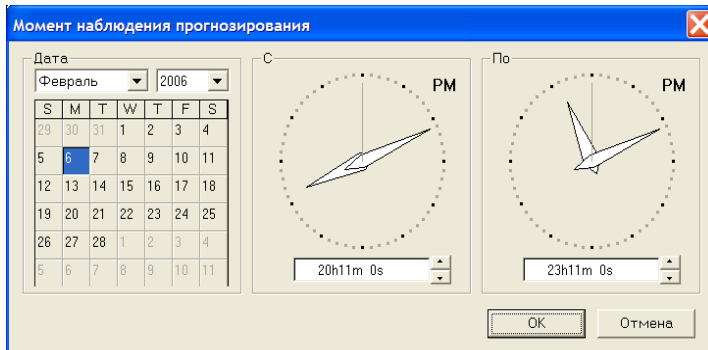 Момент наблюдения прогнозирования
Дата
Февраль 2006
S M T W T F S
29 30 31 1 2 3 4
5 6 7 8 9 10 11
12 13 14 15 16 17 18
19 20 21 22 23 24 25
26 27 28 1 2 3 4
5 6 7 8 9 10 11
С
PM
20h11m 0s
По
PM
23h11m 0s
OK
Отмена